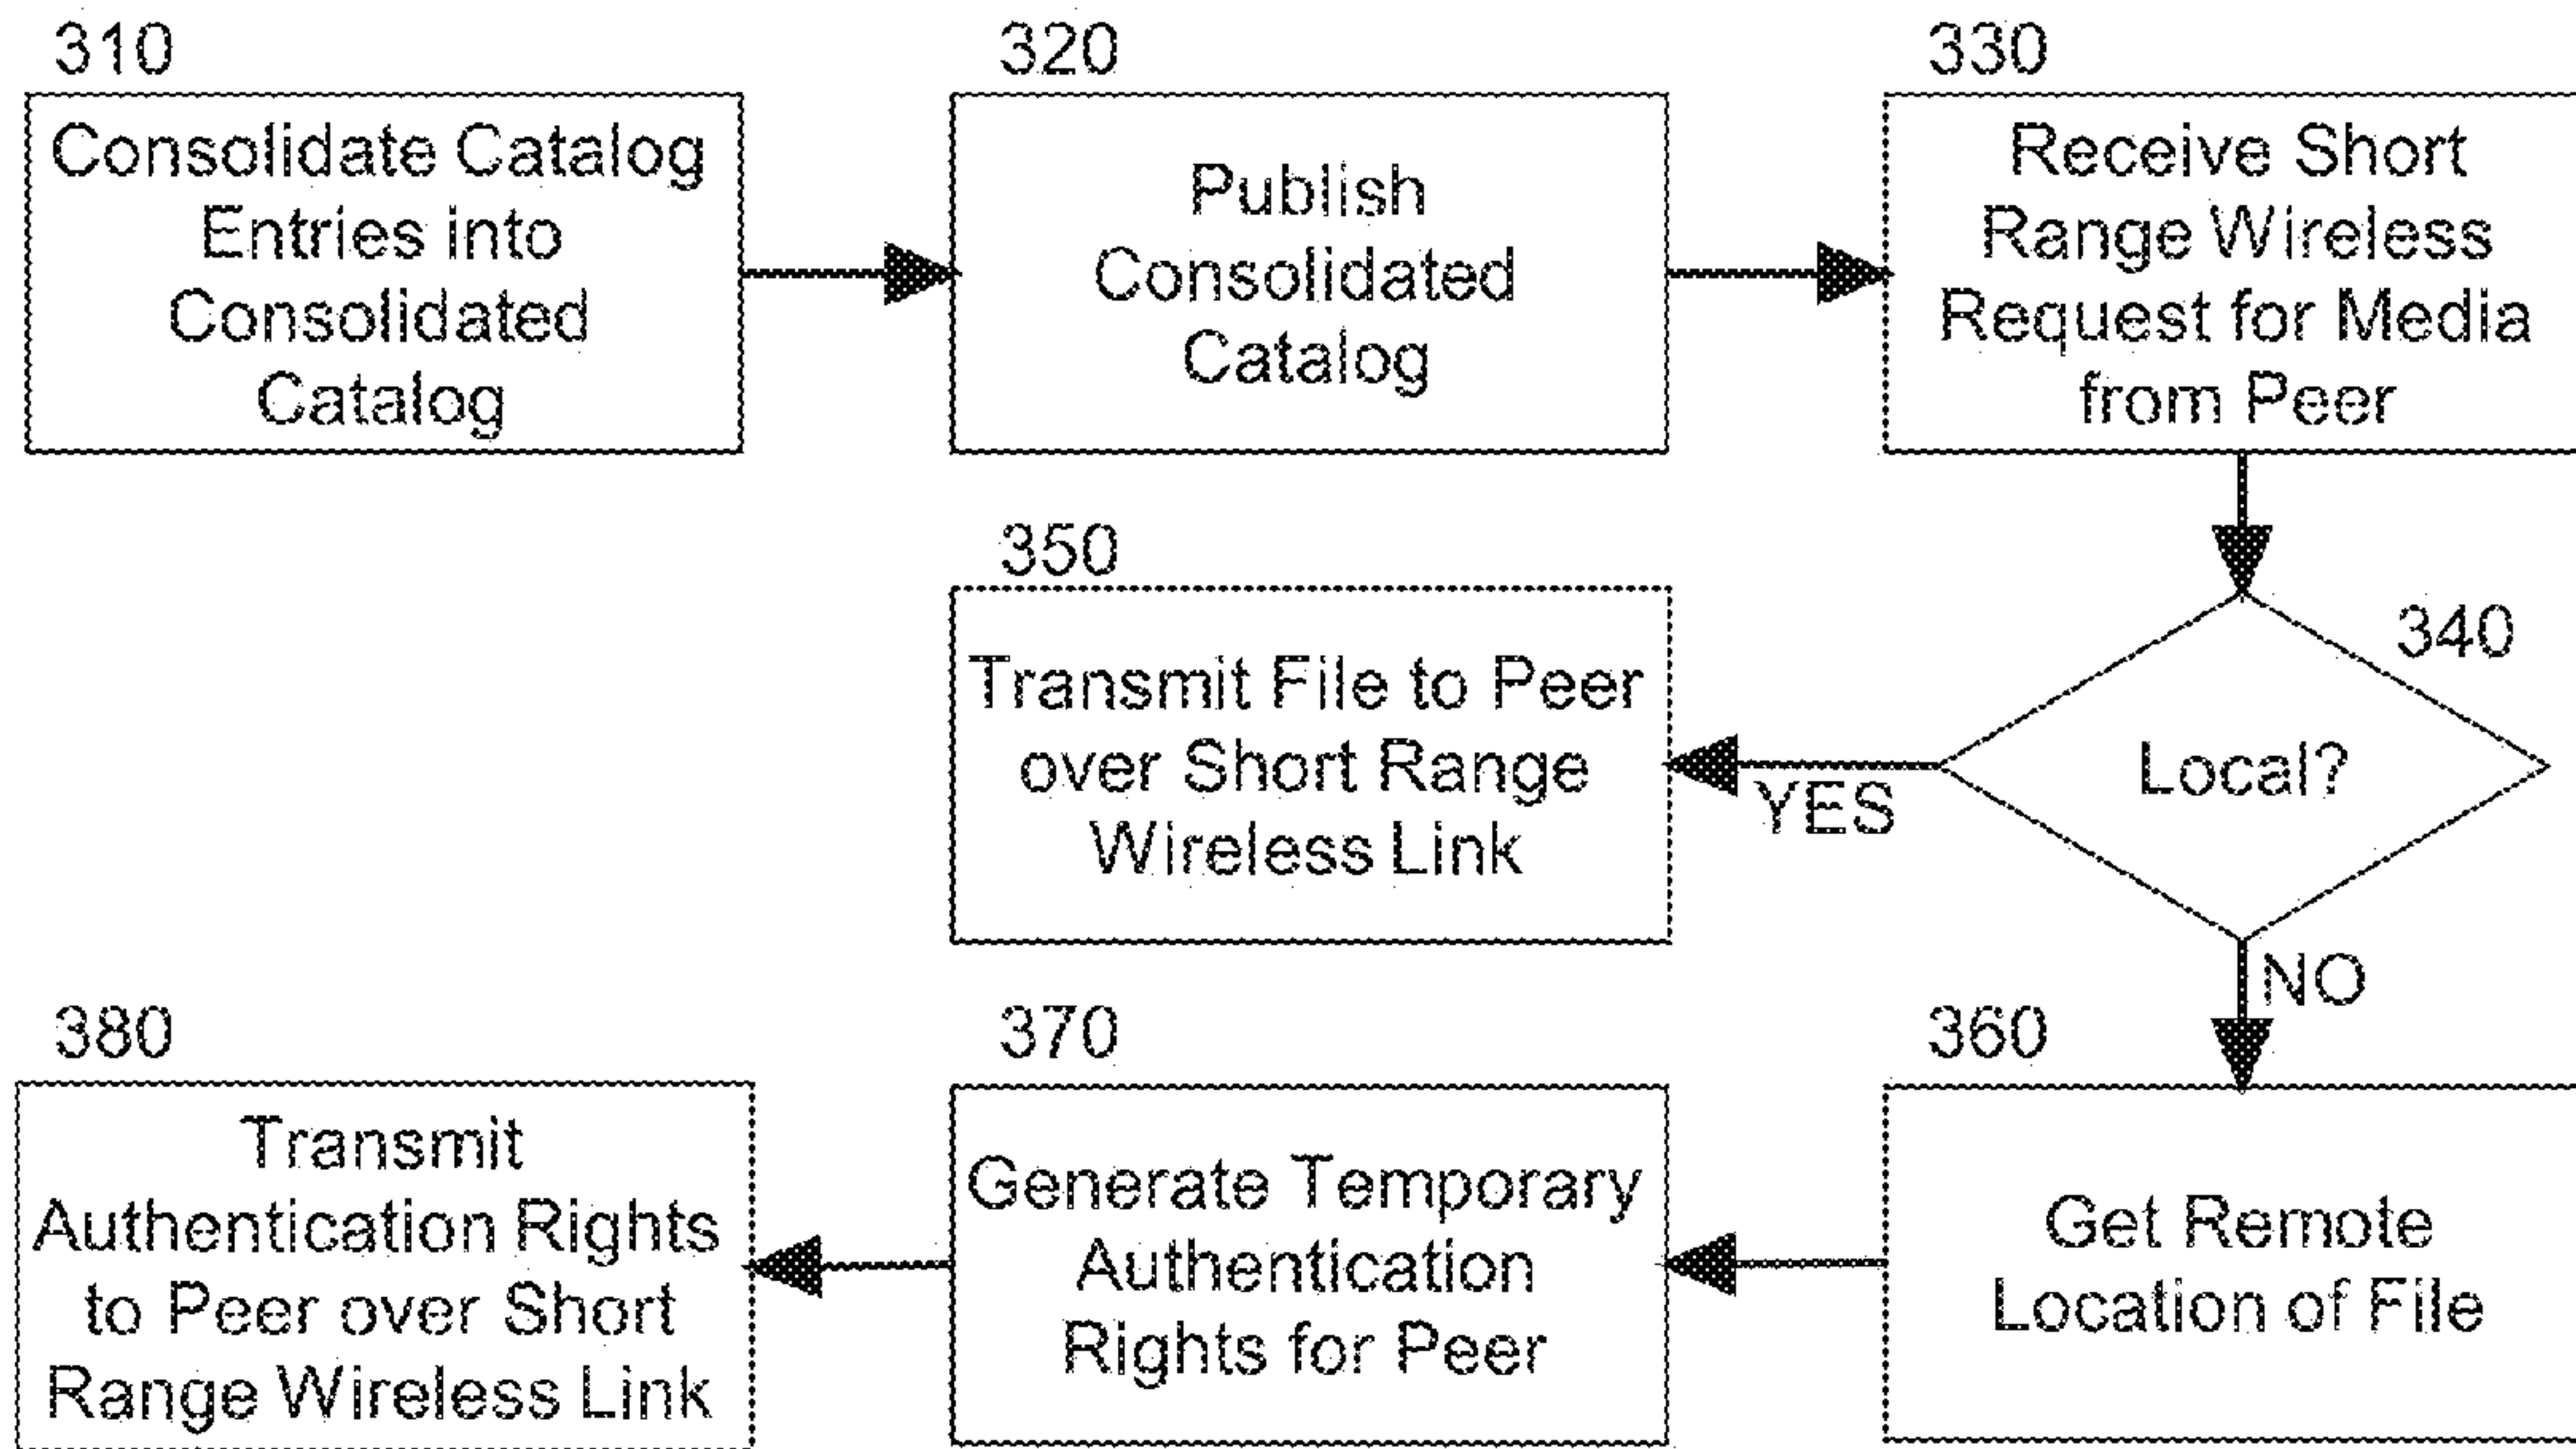 310
Consolidate Catalog
Entries into
Consolidated
Catalog
320
Publish
Consolidated
Catalog
330
Receive Short
Range Wireless
Request for Media
from Peer
340
Local?
YES
NO
350
Transmit File to Peer
over Short Range
Wireless Link
360
Get Remote
Location of File
370
Generate Temporary
Authentication
Rights for Peer
380
Transmit
Authentication Rights
to Peer over Short
Range Wireless Link